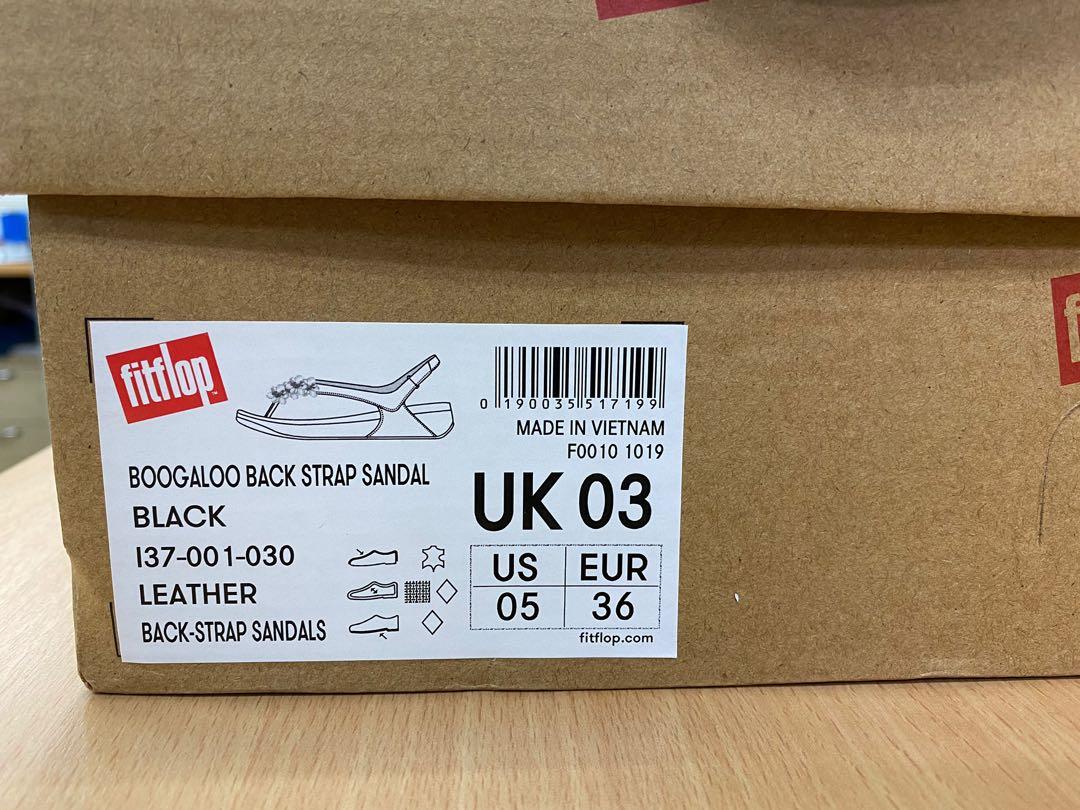 fitflop™
0 190035 517199
MADE IN VIETNAM
F0010 1019
BOOGALOO BACK STRAP SANDAL
BLACK
I37-001-030
LEATHER
BACK-STRAP SANDALS
UK 03
US EUR
05 36
fitflop.com